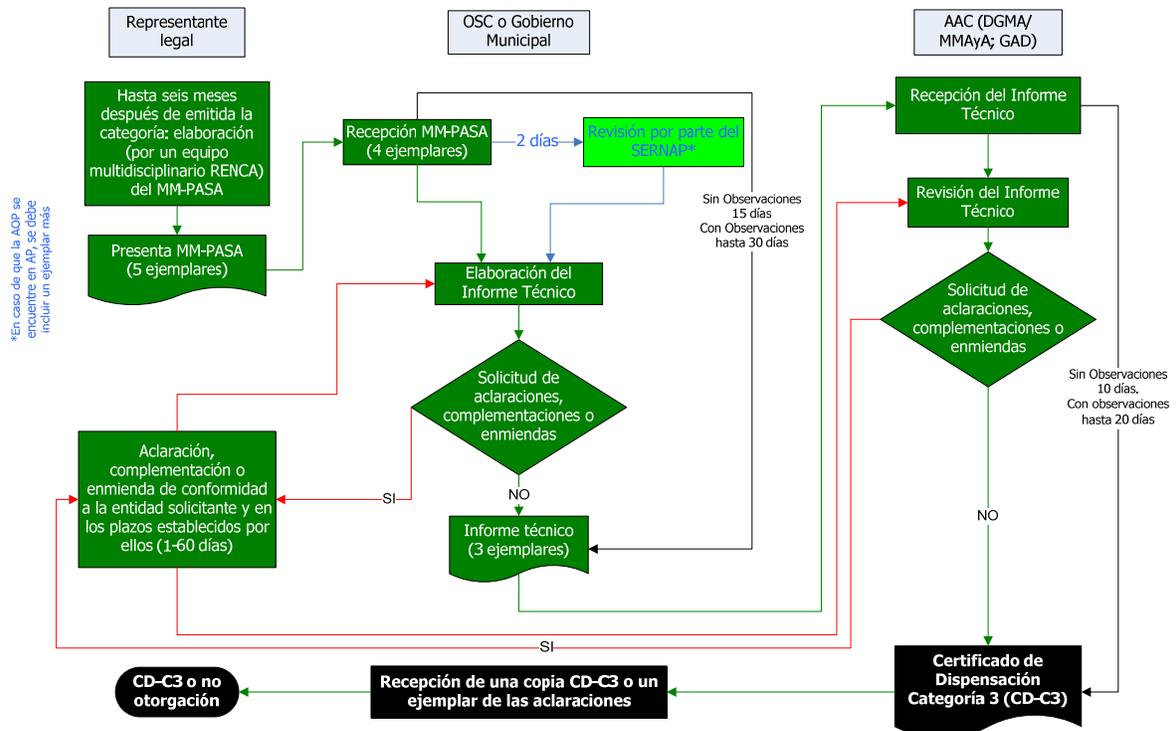 Representante
legal
OSC o Gobierno
Municipal
AAC (DGMA/
MMAyA; GAD)
Hasta seis meses
después de emitida la
categoría: elaboración
(por un equipo
multidisciplinario RENCA)
del MM-PASA
Presenta MM-PASA
(5 ejemplares)
*En caso de que la AOP se
encuentre en AP, se debe
incluir un ejemplar más
Recepción MM-PASA
(4 ejemplares)
2 días
Revisión por parte del
SERNAP*
Sin Observaciones
15 días
Con Observaciones
hasta 30 días
Elaboración del
Informe Técnico
Solicitud de
aclaraciones,
complementaciones o
enmiendas
SI
NO
Aclaración,
complementación o
enmienda de conformidad
a la entidad solicitante y en
los plazos establecidos por
ellos (1-60 días)
Informe técnico
(3 ejemplares)
Recepción del Informe
Técnico
Revisión del Informe
Técnico
Solicitud de
aclaraciones,
complementaciones o
enmiendas
Sin Observaciones
10 días.
Con observaciones
hasta 20 días
NO
SI
Certificado de
Dispensación
Categoría 3 (CD-C3)
Recepción de una copia CD-C3 o un
ejemplar de las aclaraciones
CD-C3 o no
otorgación